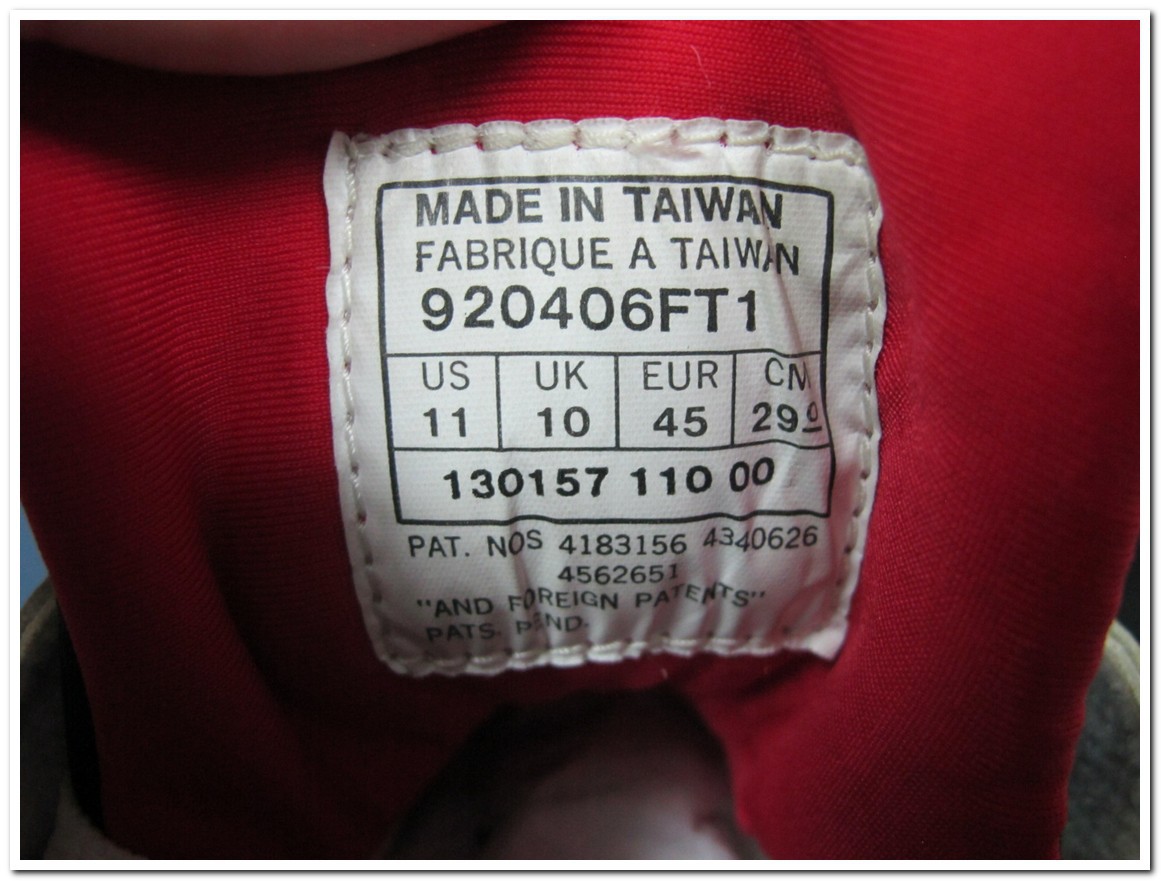 MADE IN TAIWAN
FABRIQUE A TAIWAN
920406FT1
US UK EUR CM
11 10 45 29.0
130157 110 00
PAT. NOS 4183156 4340626
4562651
"AND FOREIGN PATENTS"
PATS. PEND.